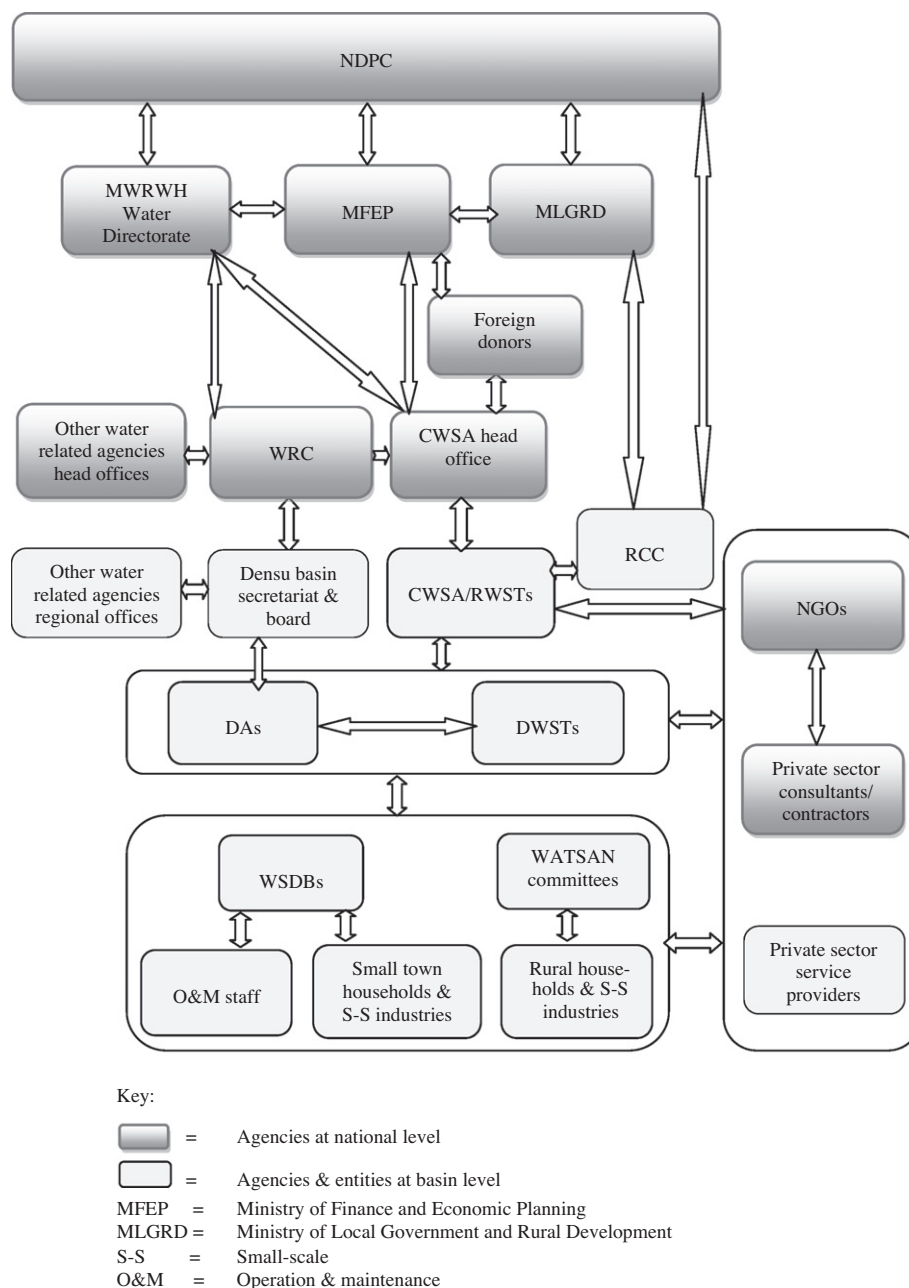 NDPC
MWRWH
Water
Directorate
MFEP
MLGRD
Foreign
donors
Other water
related agencies
head offices
WRC
CWSA head
office
RCC
Other water
related agencies
regional offices
Densu basin
secretariat &
board
CWSA/RWSTs
NGOs
DAs
DWSTs
Private sector
consultants/
contractors
WSDBs
WATSAN
committees
O&M staff
Small town
households &
S-S industries
Rural house-
holds & S-S
industries
Private sector
service
providers
Key:
= Agencies at national level
= Agencies & entities at basin level
MFEP = Ministry of Finance and Economic Planning
MLGRD = Ministry of Local Government and Rural Development
S-S = Small-scale
O&M = Operation & maintenance